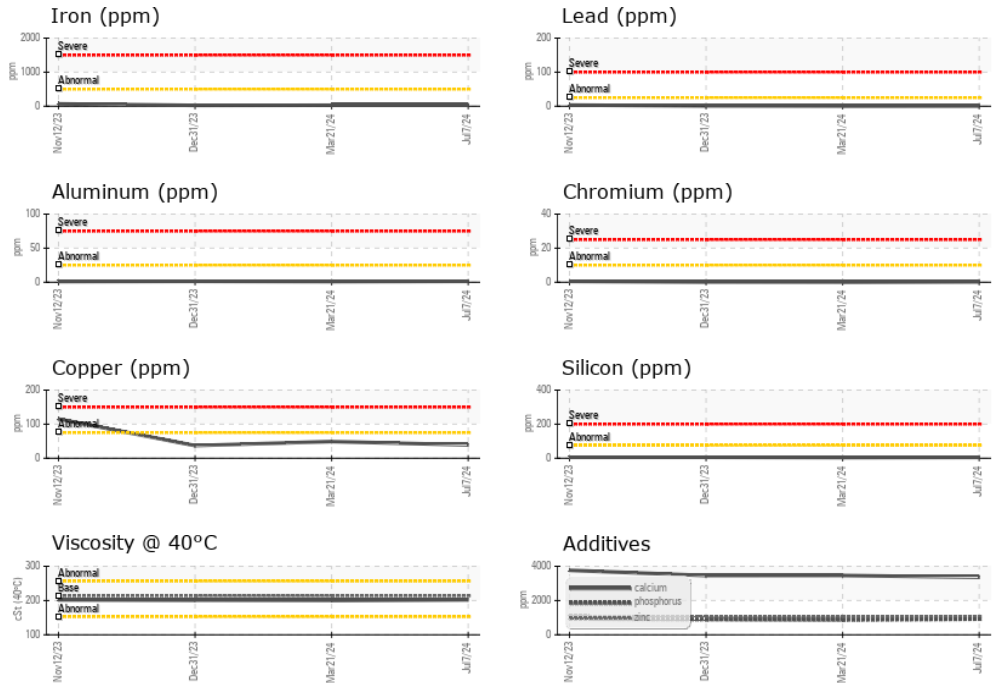 Iron (ppm)
2000
1000
0
ppm
Severe
Abnormal
Nov12/23
Dec31/23
Mar21/24
Jul7/24
Lead (ppm)
200
100
0
ppm
Severe
Abnormal
Nov12/23
Dec31/23
Mar21/24
Jul7/24
Aluminum (ppm)
100
50
0
ppm
Severe
Abnormal
Nov12/23
Dec31/23
Mar21/24
Jul7/24
Chromium (ppm)
40
20
0
ppm
Severe
Abnormal
Nov12/23
Dec31/23
Mar21/24
Jul7/24
Copper (ppm)
200
100
0
ppm
Severe
Abnormal
Nov12/23
Dec31/23
Mar21/24
Jul7/24
Silicon (ppm)
400
200
0
ppm
Severe
Abnormal
Nov12/23
Dec31/23
Mar21/24
Jul7/24
Viscosity @ 40°C
300
200
100
cSt (40°C)
Abnormal
Base
Abnormal
Nov12/23
Dec31/23
Mar21/24
Jul7/24
Additives
4000
2000
0
ppm
calcium
phosphorus
zinc
Nov12/23
Dec31/23
Mar21/24
Jul7/24